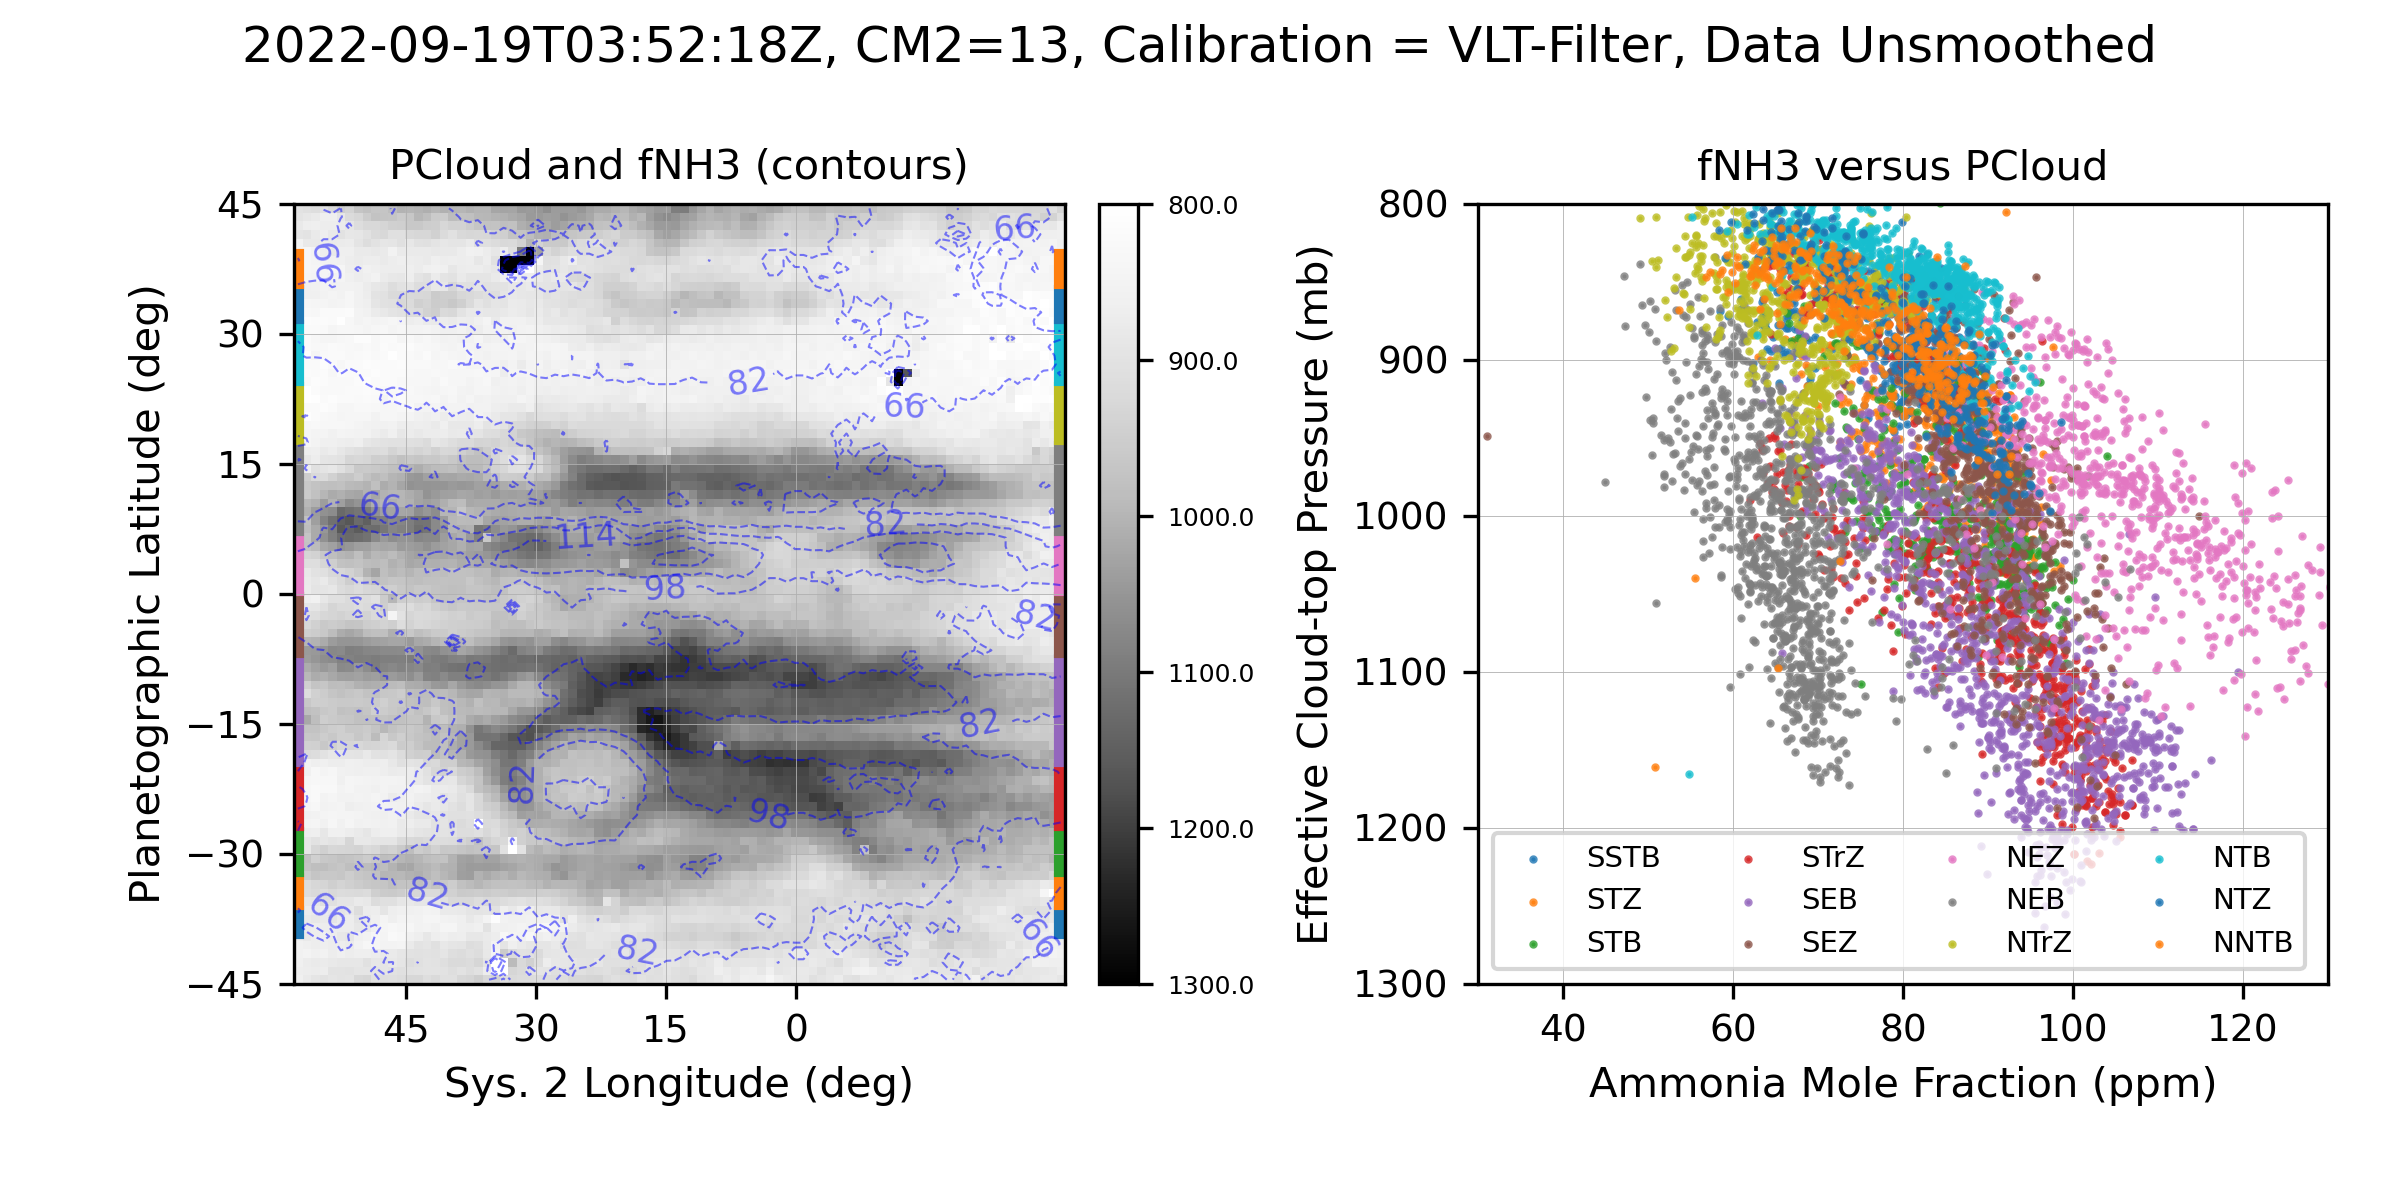 2022-09-19T03:52:18Z, CM2=13, Calibration = VLT-Filter, Data Unsmoothed
PCloud and fNH3 (contours)
45
30
15
0
−15
−30
−45
Planetographic Latitude (deg)
45
30
15
0
Sys. 2 Longitude (deg)
66
66
82
66
66
114
82
98
82
82
82
98
82
66
82
66
800.0
900.0
1000.0
1100.0
1200.0
1300.0
fNH3 versus PCloud
800
900
1000
1100
1200
1300
Effective Cloud-top Pressure (mb)
SSTB
STZ
STB
STrZ
SEB
SEZ
NEZ
NEB
NTrZ
NTB
NTZ
NNTB
40
60
80
100
120
Ammonia Mole Fraction (ppm)